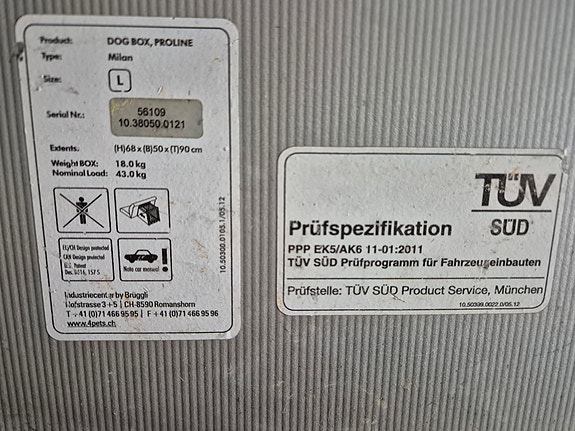 Product: DOG BOX, PROLINE
Type: Milan
Size: L
Serial Nr.: 56109
10.38050.0121
Extents. (H)68 x (B)50 x (T)90 cm
Weight BOX: 18.0 kg
Nominal Load: 43.0 kg
EU/CH Design protected
CAN Design protected
U.S. Patent
Note car manual !
10.50300.0105.1/05.12
Industriecenter by Brüggli
Hofstrasse 3+5 | CH-8590 Romanshorn
T +41 (0)71 466 95 95 | F +41 (0)71 466 95 96
www.4pets.ch
TÜV
SÜD
Prüfspezifikation
PPP EK5/AK6 11-01:2011
TÜV SÜD Prüfprogramm für Fahrzeugeinbauten
Prüfstelle: TÜV SÜD Product Service, München
10.50399.0022.0/05.12